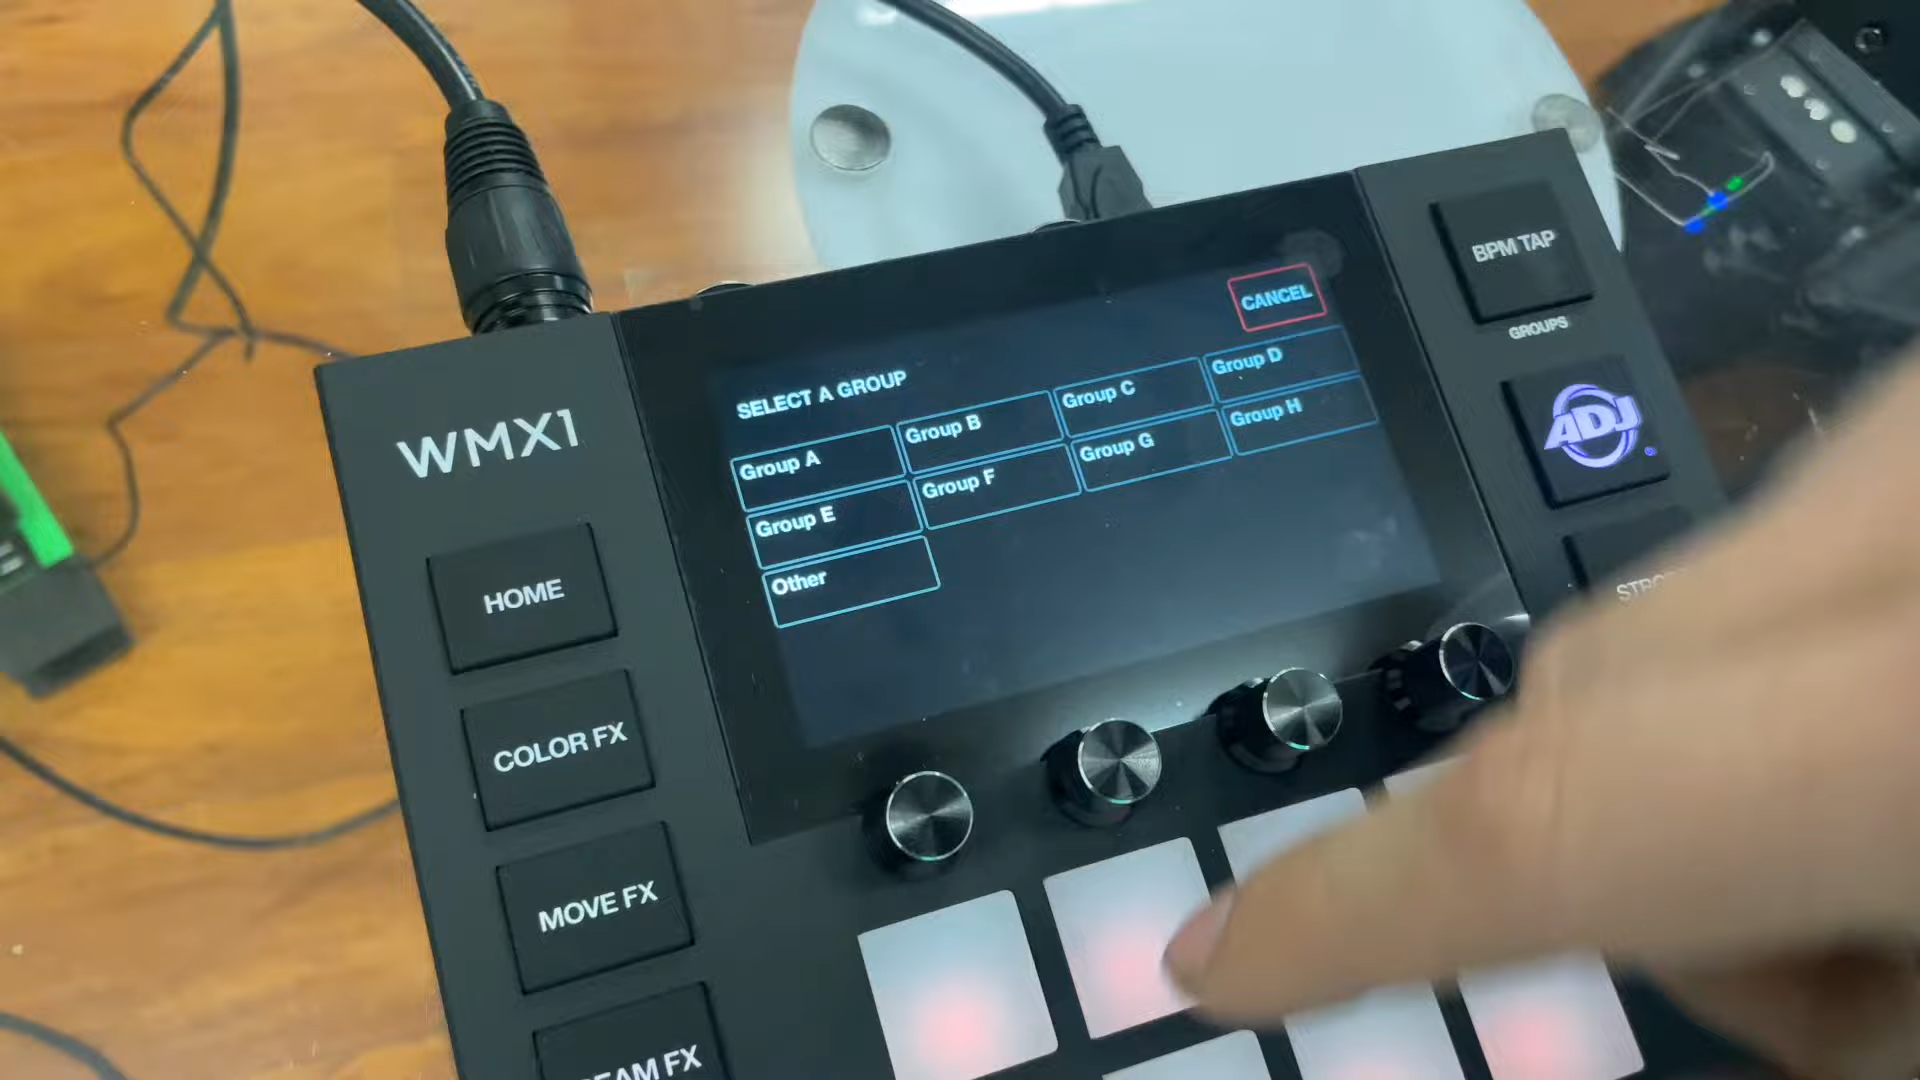 WMX1
CANCEL
SELECT A GROUP
Group A
Group B
Group C
Group D
Group E
Group F
Group G
Group H
Other
BPM TAP
GROUPS
ADJ
HOME
COLOR FX
MOVE FX